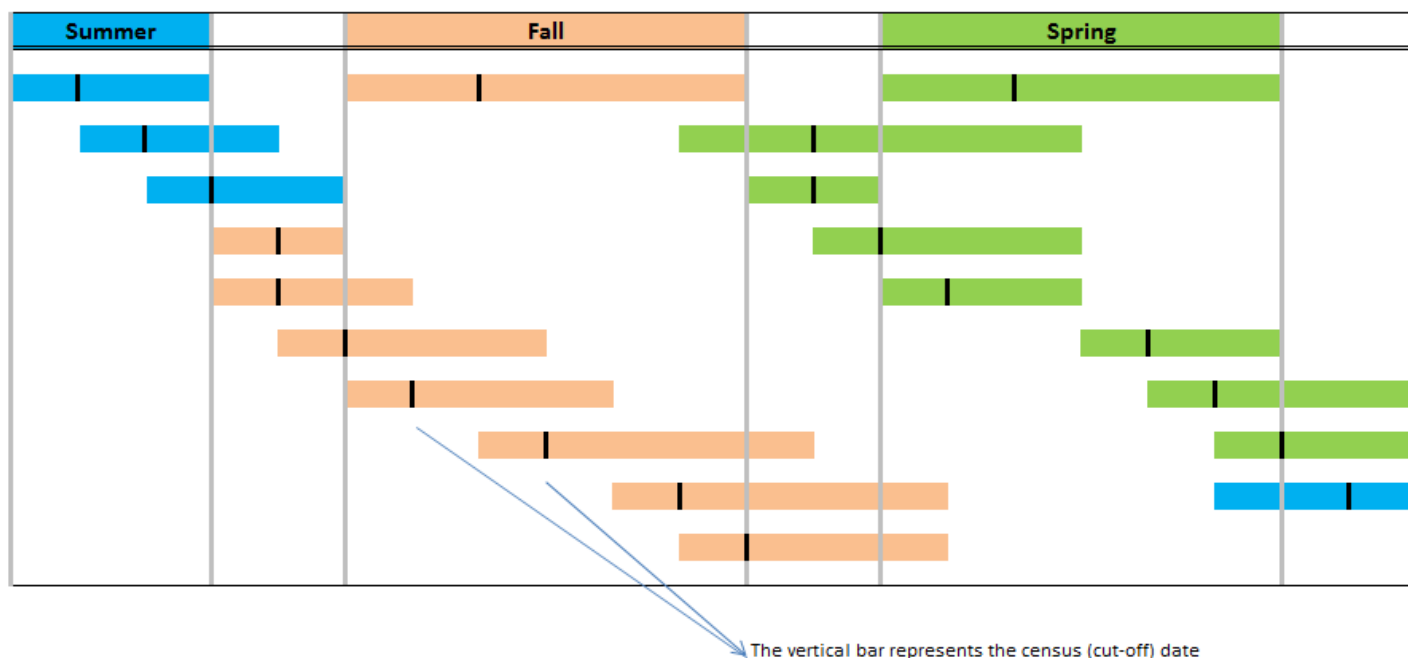 Summer
Fall
Spring
The vertical bar represents the census (cut-off) date